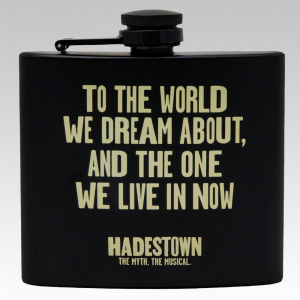 TO THE WORLD
WE DREAM ABOUT,
AND THE ONE
WE LIVE IN NOW
HADESTOWN
THE MYTH. THE MUSICAL.